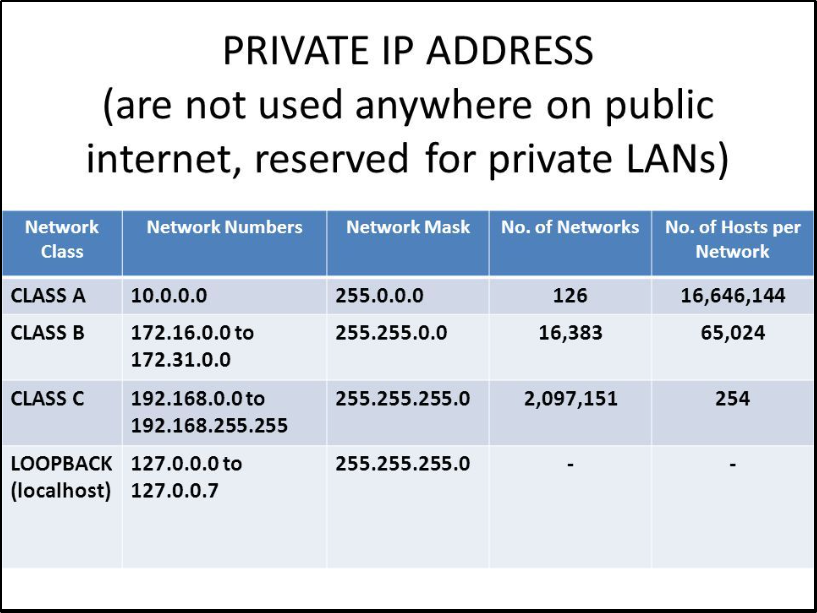 PRIVATE IP ADDRESS
(are not used anywhere on public
internet, reserved for private LANs)
Network Class Network Numbers Network Mask No. of Networks No. of Hosts per Network
CLASS A 10.0.0.0 255.0.0.0 126 16,646,144
CLASS B 172.16.0.0 to 172.31.0.0 255.255.0.0 16,383 65,024
CLASS C 192.168.0.0 to 192.168.255.255 255.255.255.0 2,097,151 254
LOOPBACK (localhost) 127.0.0.0 to 127.0.0.7 255.255.255.0 - -